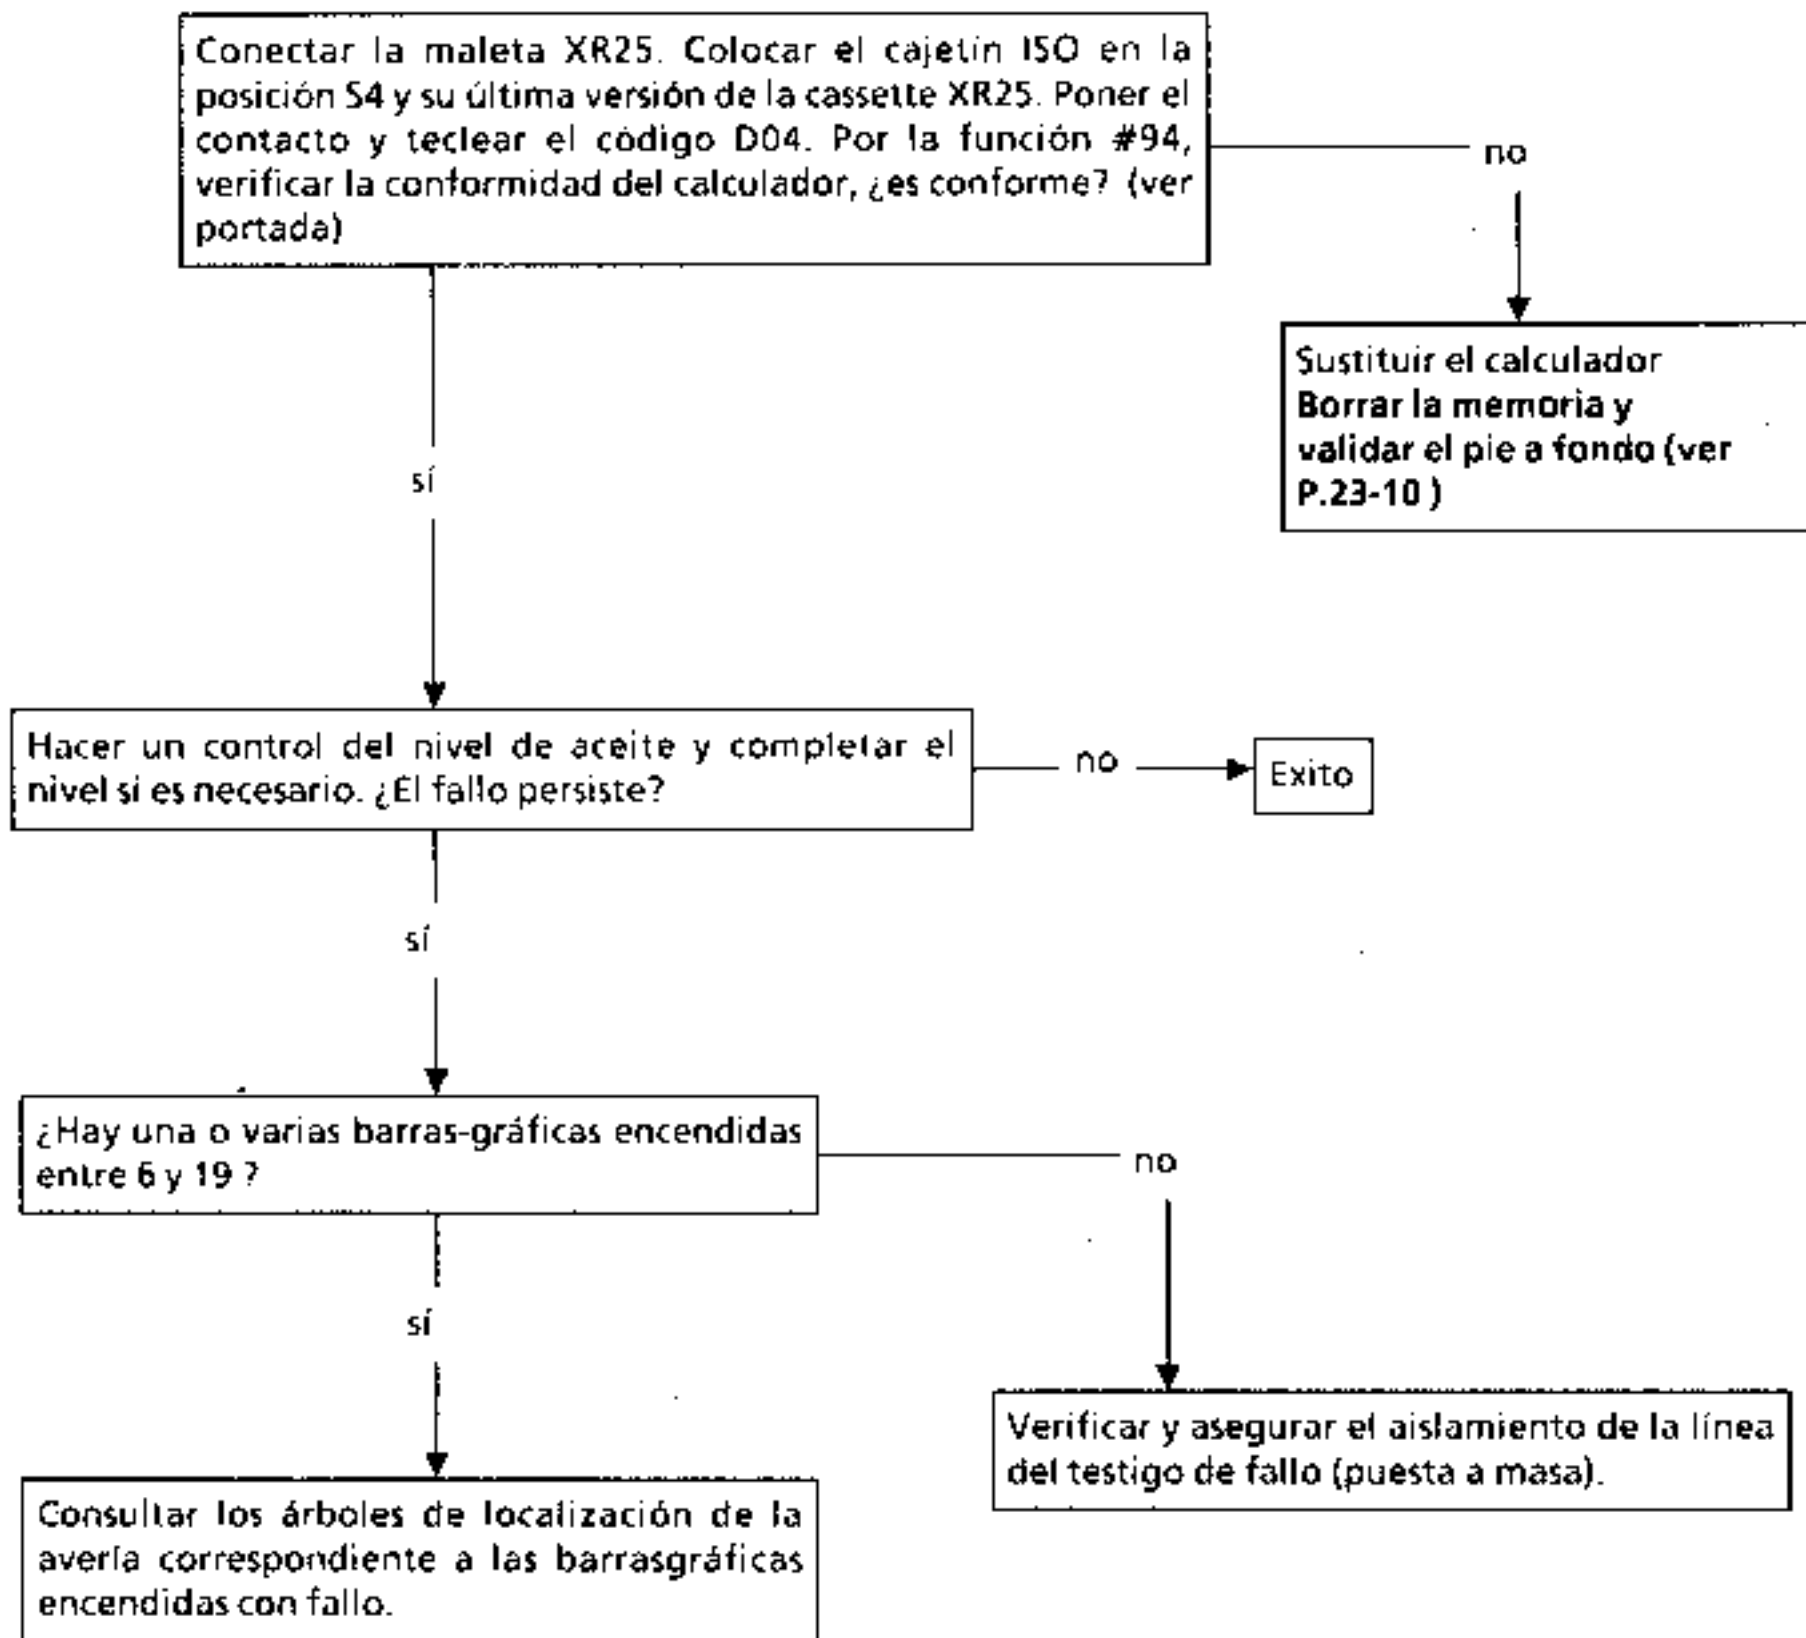 Conectar la maleta XR25. Colocar el cajetín ISO en la
posición S4 y su última versión de la cassette XR25. Poner el
contacto y teclear el código D04. Por la función #94,
verificar la conformidad del calculador, ¿es conforme? (ver
portada)
no
Sustituir el calculador
Borrar la memoria y
validar el pie a fondo (ver
P.23-10 )
sí
Hacer un control del nivel de aceite y completar el
nivel si es necesario. ¿El fallo persiste?
no
Exito
sí
¿Hay una o varias barras-gráficas encendidas
entre 6 y 19 ?
no
sí
Verificar y asegurar el aislamiento de la línea
del testigo de fallo (puesta a masa).
Consultar los árboles de localización de la
avería correspondiente a las barrasgráficas
encendidas con fallo.